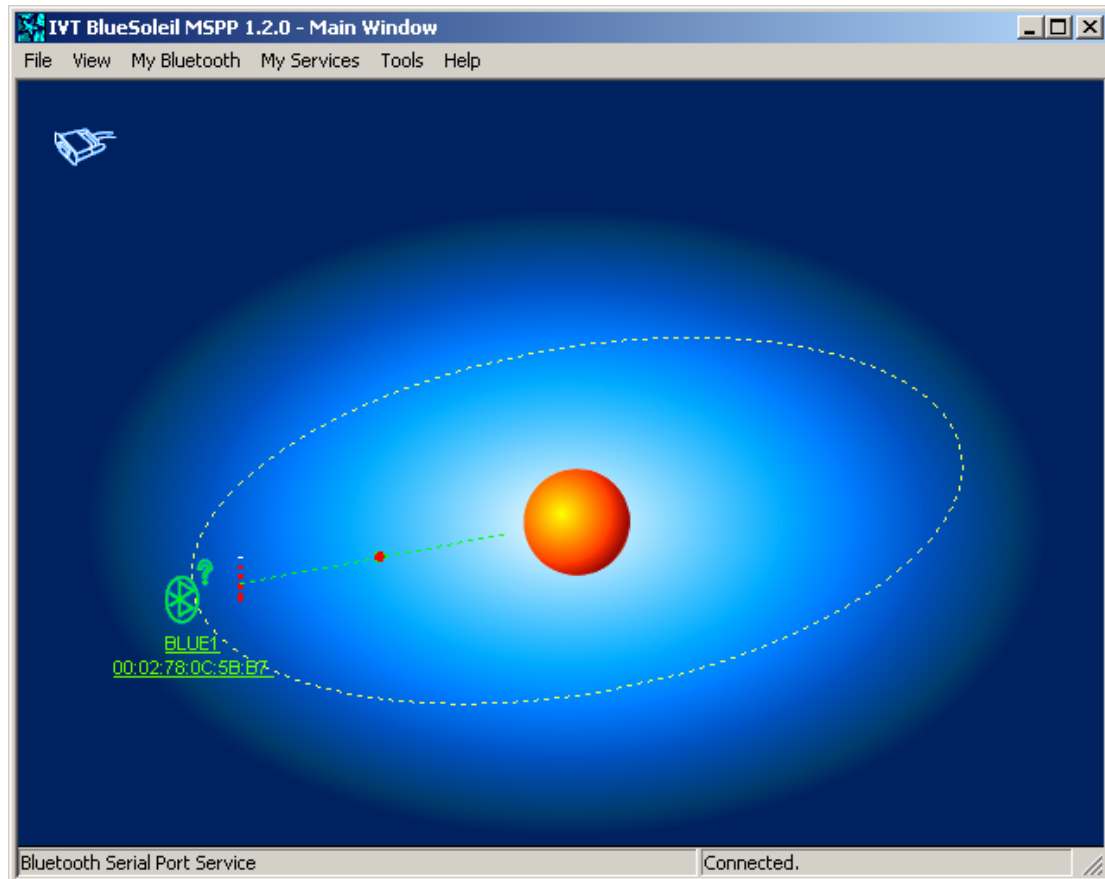 IVT BlueSoleil MSPP 1.2.0 - Main Window
File View My Bluetooth My Services Tools Help
?
BLUE1
00:02:78:0C:5B:B7
Bluetooth Serial Port Service Connected.